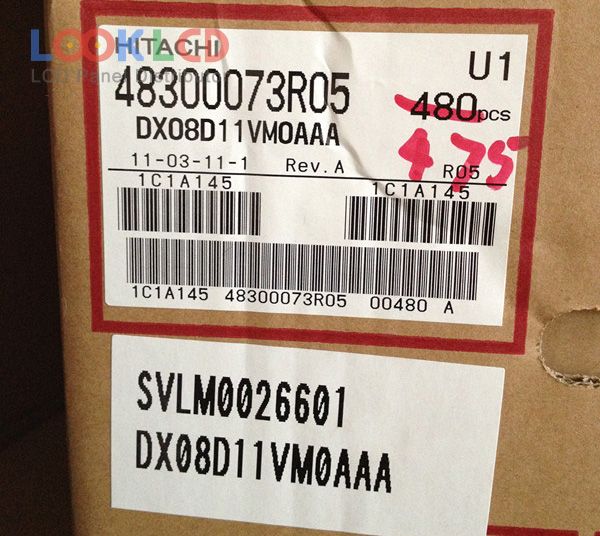 LOOKLCD
LCD Panel Distributor
HITACHI
U1
48300073R05
480pcs
475
DX08D11VM0AAA
11-03-11-1 Rev.A R05
1C1A145 1C1A145
1C1A145 48300073R05 00480 A
SVLM0026601
DX08D11VM0AAA